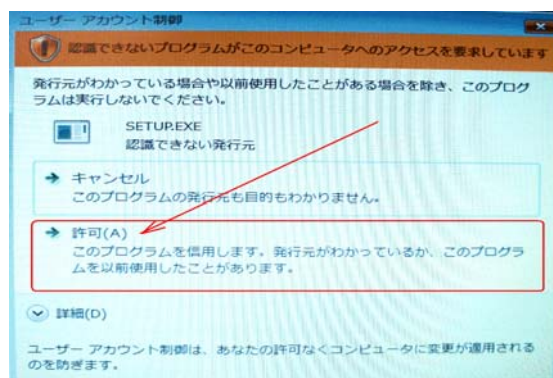 ユーザー アカウント制御
認識できないプログラムがこのコンピュータへのアクセスを要求しています
発行元がわかっている場合や以前使用したことがある場合を除き、このプログ
ラムは実行しないでください。
SETUP.EXE
認識できない発行元
キャンセル
このプログラムの発行元も目的もわかりません。
許可(A)
このプログラムを信用します。発行元がわかっているか、このプログラ
ムを以前使用したことがあります。
詳細(D)
ユーザー アカウント制御は、あなたの許可なくコンピュータに変更が適用される
のを防ぎます。